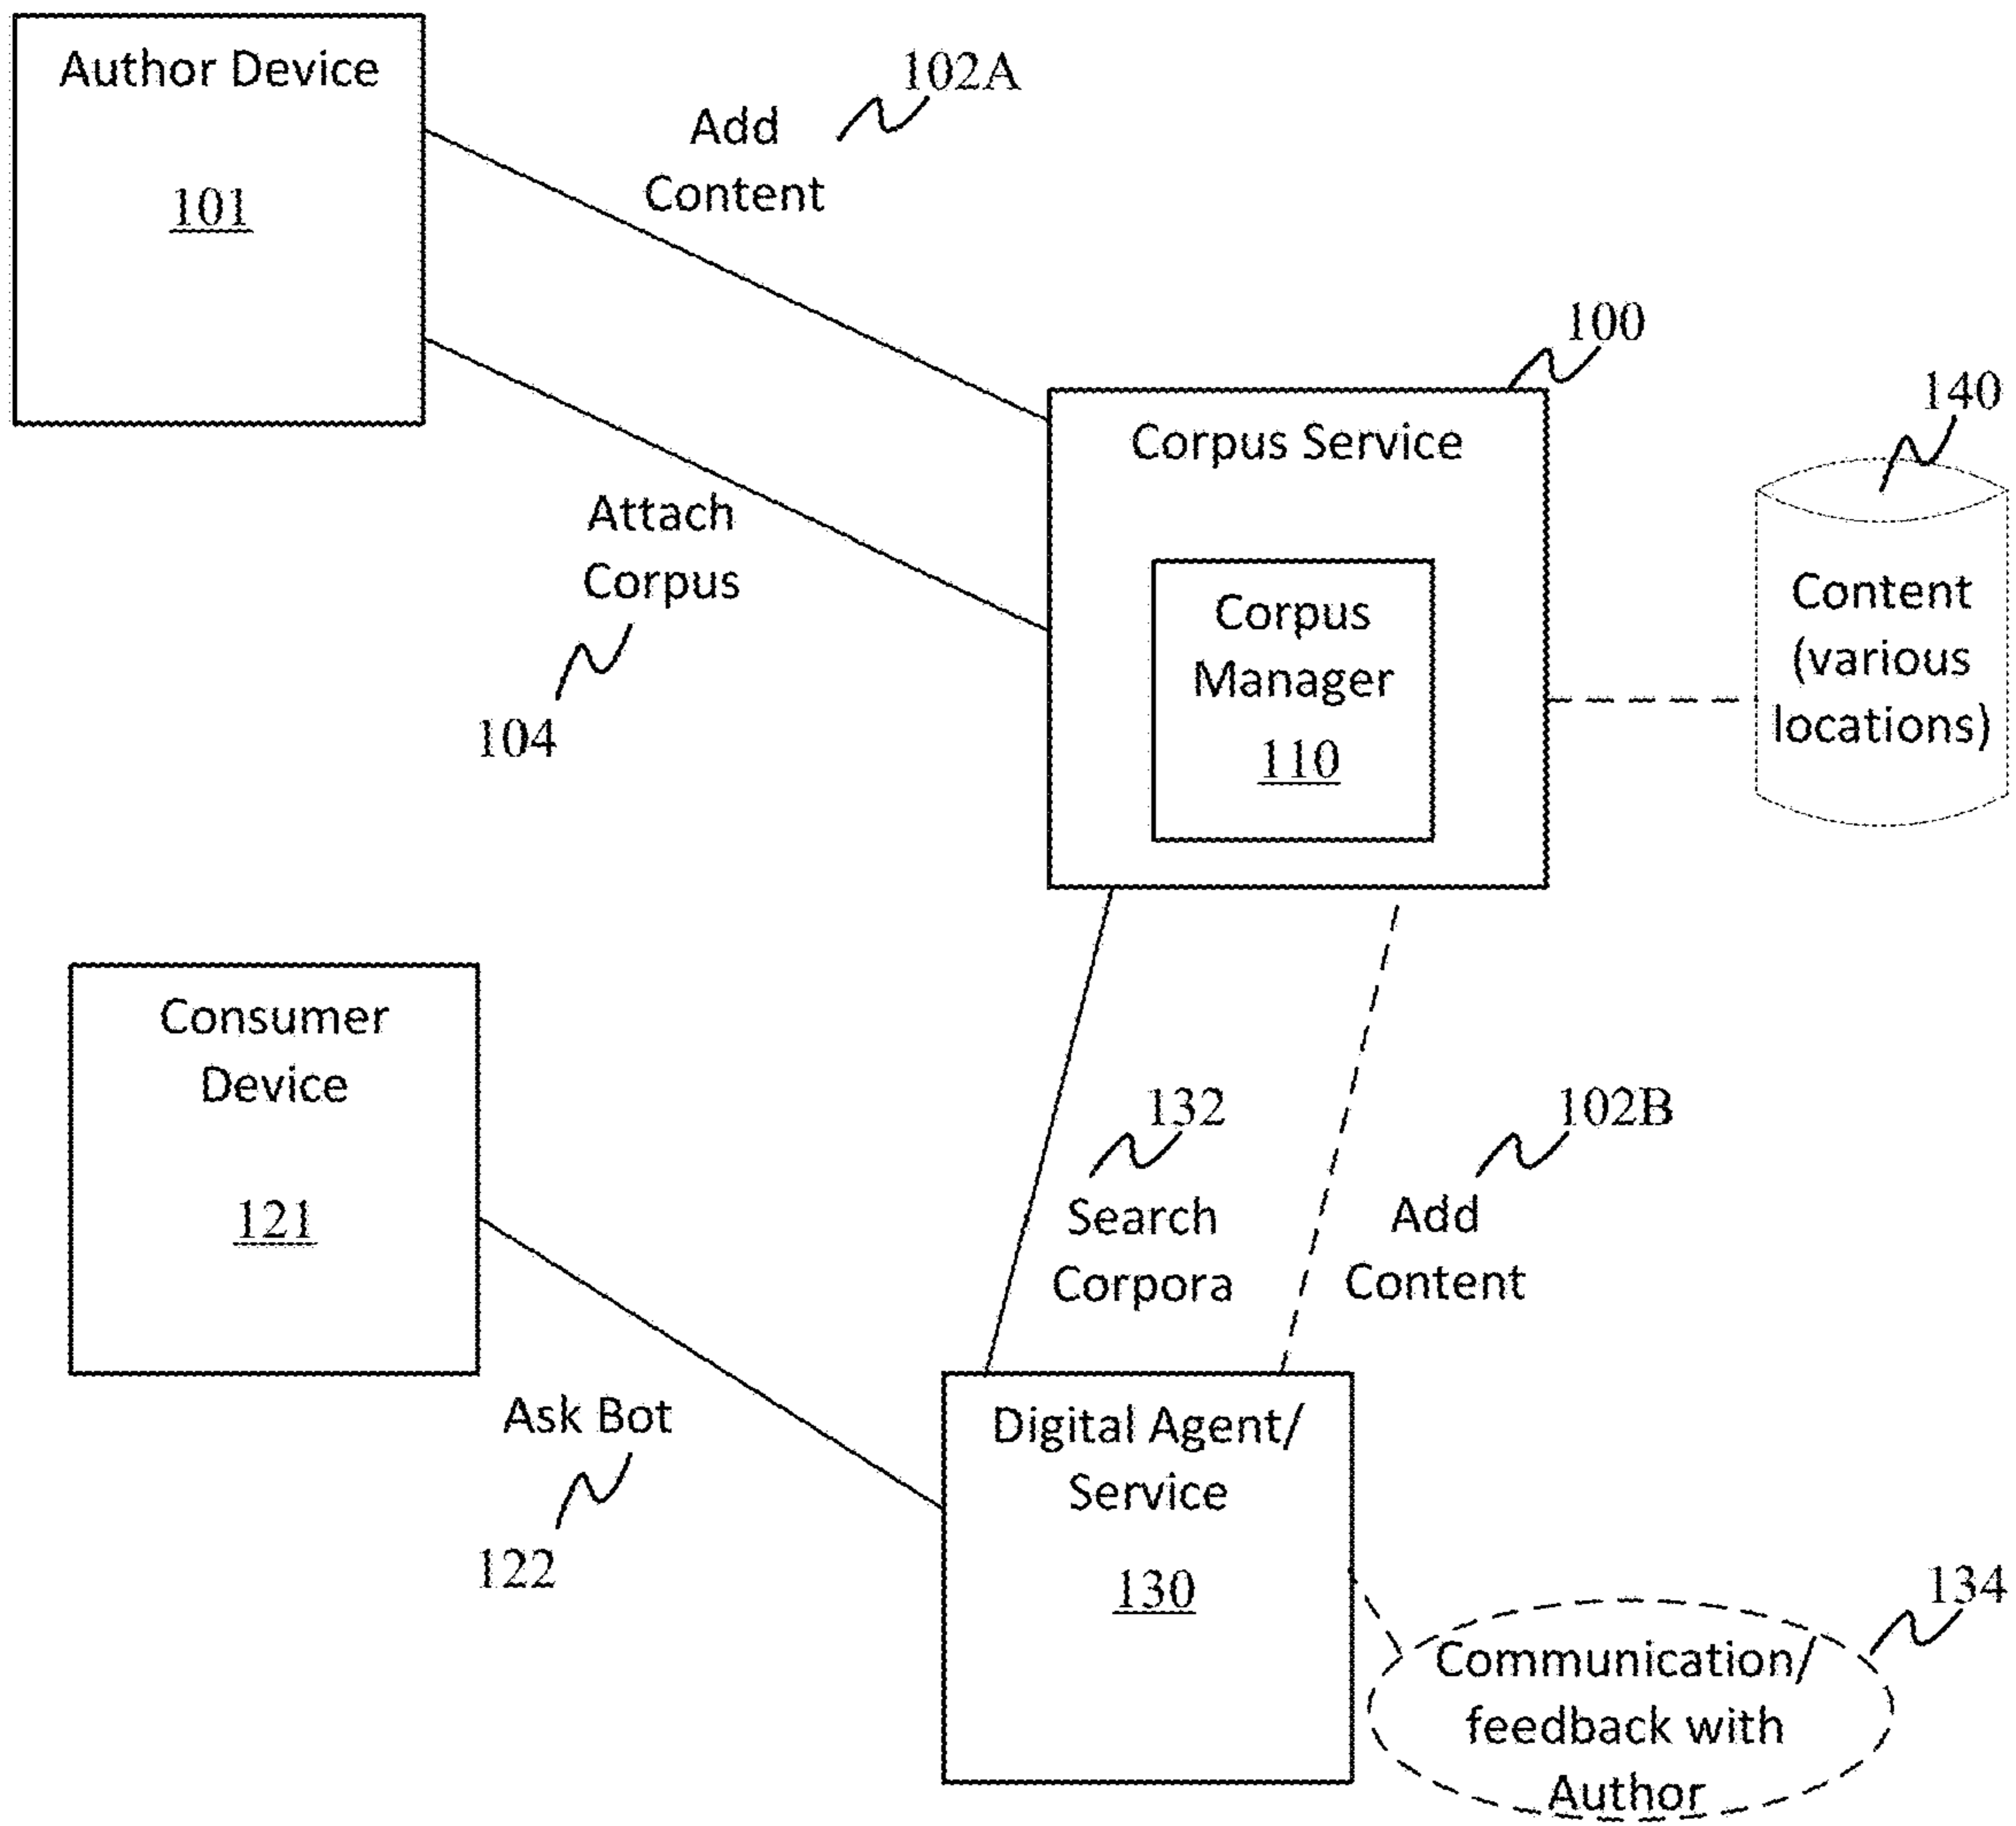 Author Device
101
102A
Add
Content
100
140
Corpus Service
Attach
Corpus
104
Corpus
Manager
110
Content
(various
locations)
Consumer
Device
121
132
102B
Search
Corpora
Add
Content
Ask Bot
122
Digital Agent/
Service
130
134
Communication/
feedback with
Author